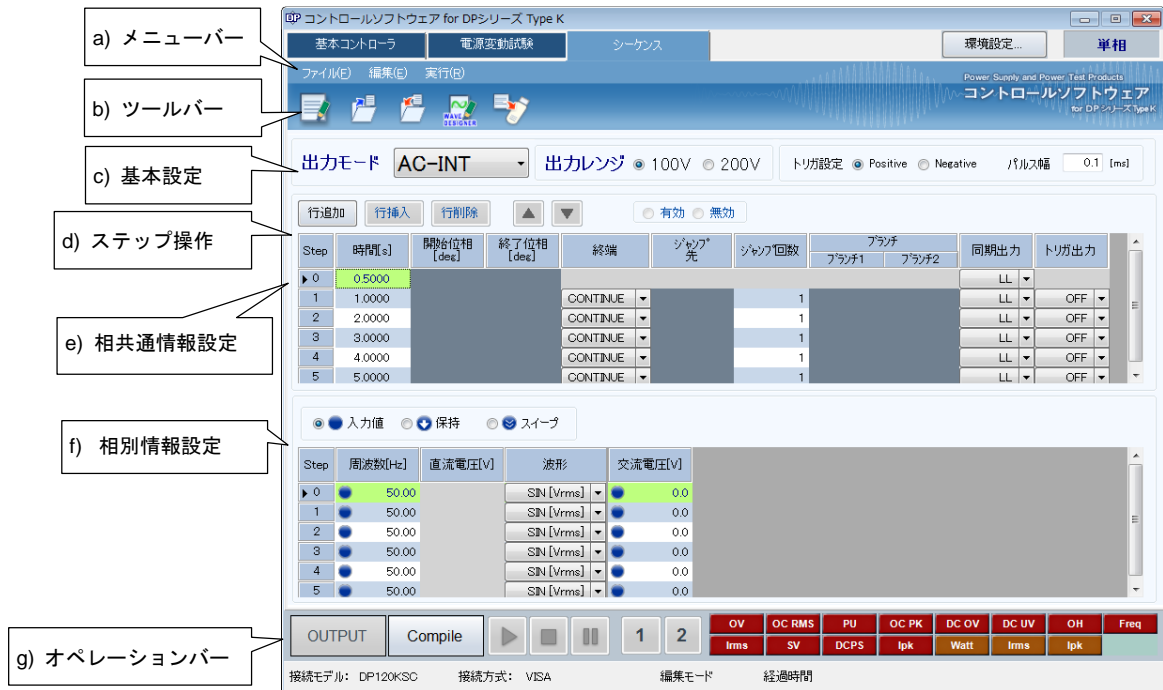 a) メニューバー
b) ツールバー
c) 基本設定
d) ステップ操作
e) 相共通情報設定
f) 相別情報設定
g) オペレーションバー
DP コントロールソフトウェア for DPシリーズ Type K
基本コントローラ 電源変動試験 シーケンス 環境設定... 単相
ファイル(F) 編集(E) 実行(R)
Power Supply and Power Test Products
コントロールソフトウェア
for DP シリーズ Type K
WAVE DESIGNER
出力モード AC-INT 出力レンジ 100V 200V トリガ設定 Positive Negative パルス幅 0.1 [ms]
行追加 行挿入 行削除 有効 無効
Step 時間[s] 開始位相[deg] 終了位相[deg] 終端 ジャンプ先 ジャンプ回数 ブランチ ブランチ1 ブランチ2 同期出力 トリガ出力
0 0.5000 LL
1 1.0000 CONTINUE 1 LL OFF
2 2.0000 CONTINUE 1 LL OFF
3 3.0000 CONTINUE 1 LL OFF
4 4.0000 CONTINUE 1 LL OFF
5 5.0000 CONTINUE 1 LL OFF
入力値 保持 スイープ
Step 周波数[Hz] 直流電圧[V] 波形 交流電圧[V]
0 50.00 SIN [Vrms] 0.0
1 50.00 SIN [Vrms] 0.0
2 50.00 SIN [Vrms] 0.0
3 50.00 SIN [Vrms] 0.0
4 50.00 SIN [Vrms] 0.0
5 50.00 SIN [Vrms] 0.0
OUTPUT Compile 1 2
OV OC RMS PU OC PK DC OV DC UV OH Freq
Irms SV DCPS Ipk Watt Irms Ipk
接続モデル: DP120KSC 接続方式: VISA 編集モード 経過時間